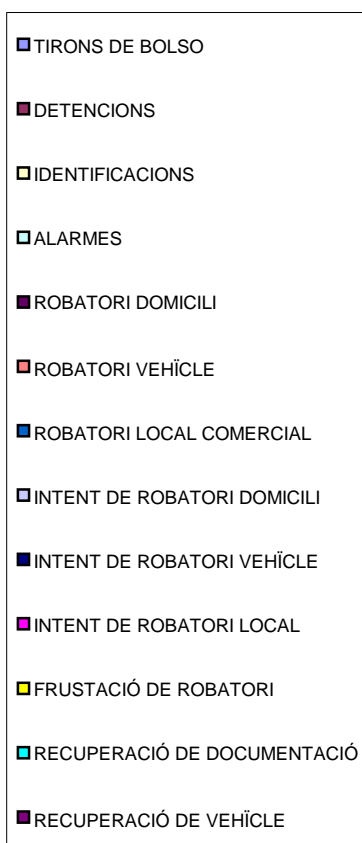 TIRONS DE BOLSO
DETENCIONS
IDENTIFICACIONS
ALARMES
ROBATORI DOMICILI
ROBATORI VEHÏCLE
ROBATORI LOCAL COMERCIAL
INTENT DE ROBATORI DOMICILI
INTENT DE ROBATORI VEHÏCLE
INTENT DE ROBATORI LOCAL
FRUSTACIÓ DE ROBATORI
RECUPERACIÓ DE DOCUMENTACIÓ
RECUPERACIÓ DE VEHÏCLE